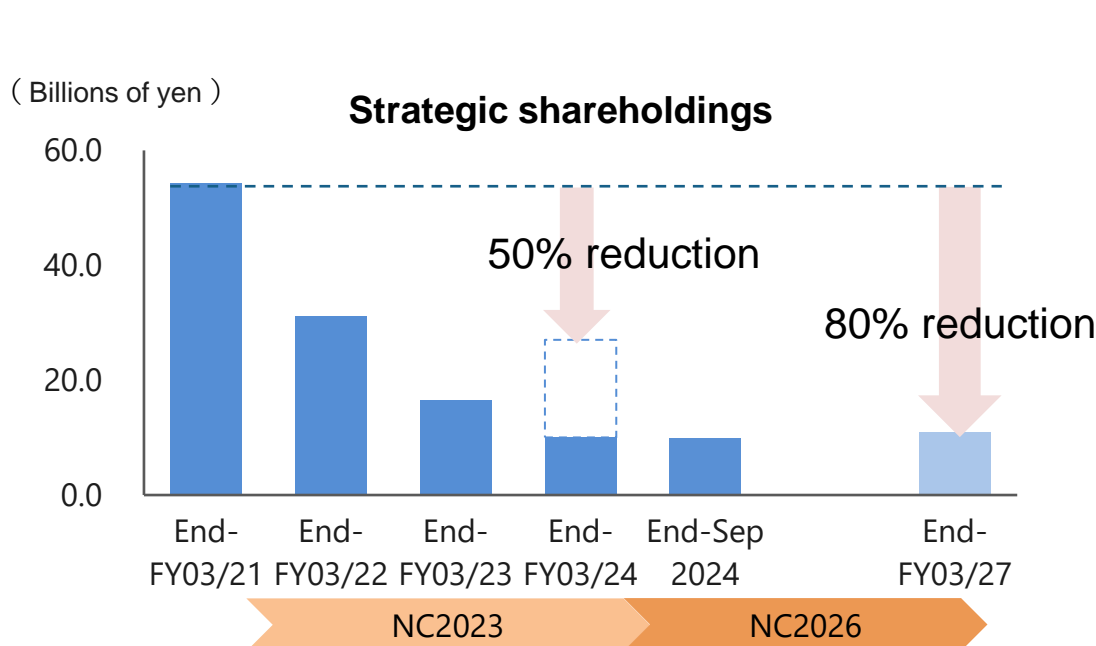 （ Billions of yen ）
Strategic shareholdings
60.0
40.0
20.0
0.0
50% reduction
80% reduction
End-
FY03/21
End-
FY03/22
End-
FY03/23
End-
FY03/24
End-Sep
2024
End-
FY03/27
NC2023
NC2026